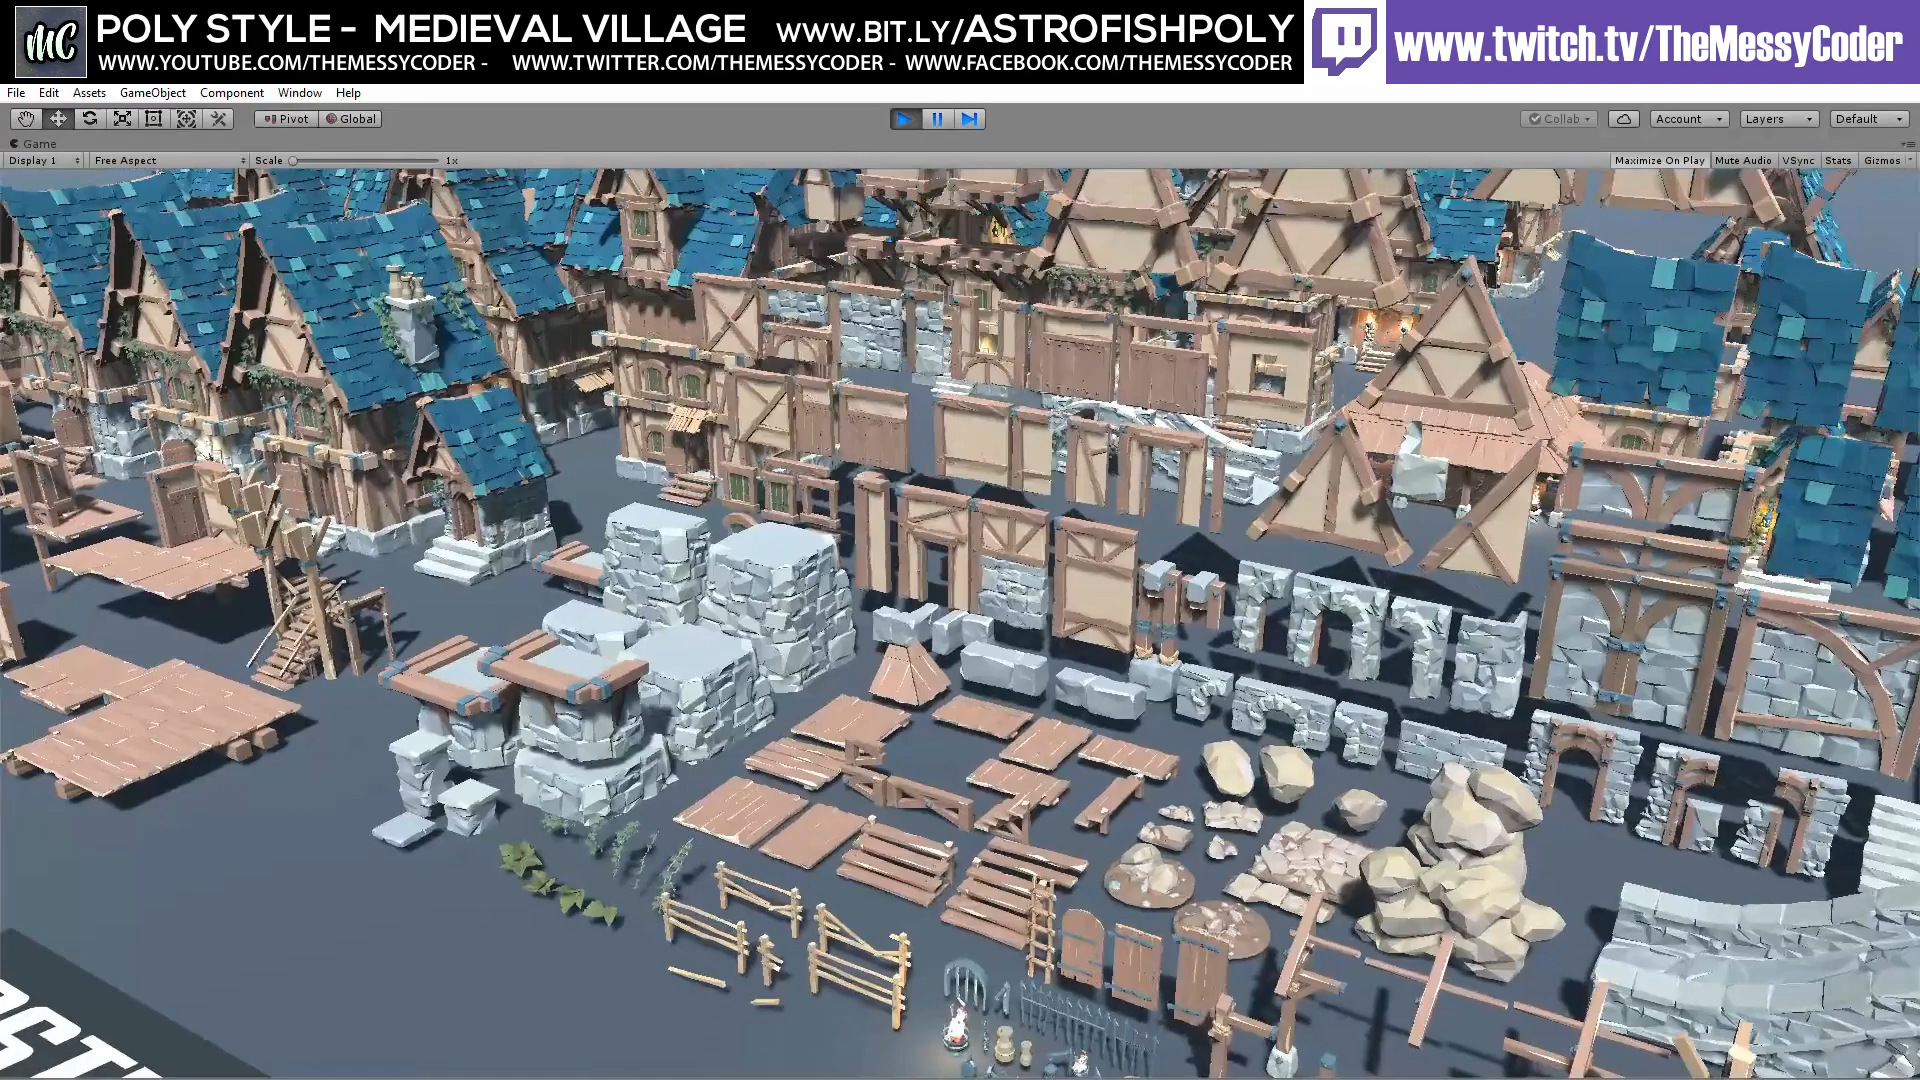 MC
POLY STYLE - MEDIEVAL VILLAGE WWW.BIT.LY/ASTROFISHPOLY
WWW.YOUTUBE.COM/THEMESSYCODER - WWW.TWITTER.COM/THEMESSYCODER - WWW.FACEBOOK.COM/THEMESSYCODER
www.twitch.tv/TheMessyCoder
File Edit Assets GameObject Component Window Help
Pivot Global Collab Account Layers Default
Game
Display 1 Free Aspect Scale 1x Maximize On Play Mute Audio VSync Stats Gizmos